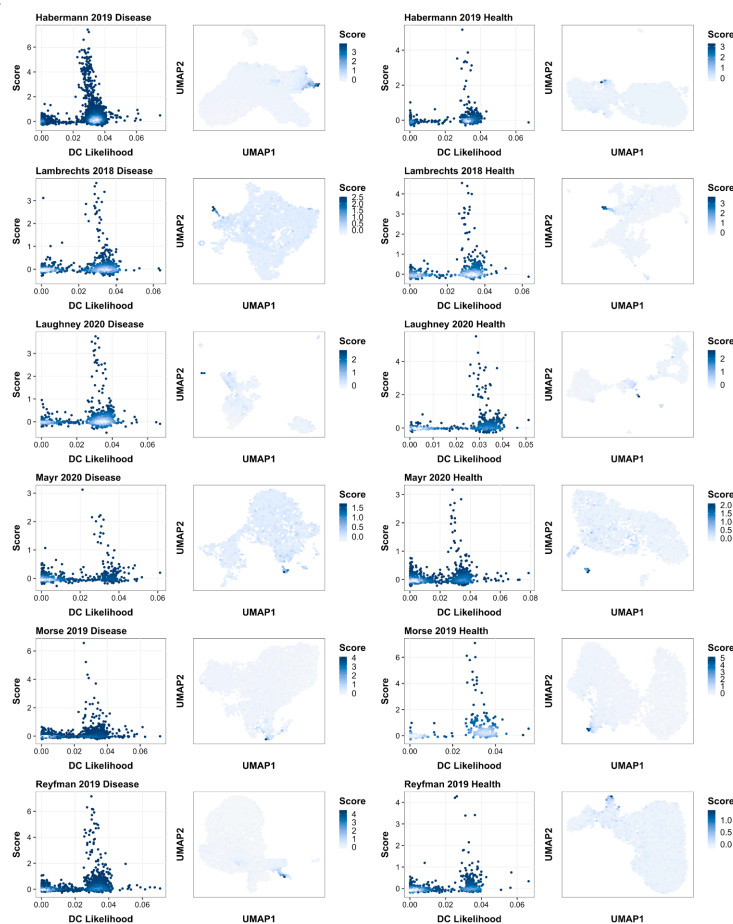 Habermann 2019 Disease
Score
6
4
2
0
0.00 0.04
DC Likelihood
UMAP2
UMAP1
Score
3
2
1
0
Habermann 2019 Health
Score
4
2
0
0.00 0.02 0.04 0.06
DC Likelihood
UMAP2
UMAP1
Score
3
2
1
0
Lambrechts 2018 Disease
Score
3
2
1
0
0.00 0.02 0.04 0.06
DC Likelihood
UMAP2
UMAP1
Score
2.5
2.0
1.5
1.0
0.5
0.0
Lambrechts 2018 Health
Score
4
3
2
1
0
0.00 0.02 0.04 0.06
DC Likelihood
UMAP2
UMAP1
Score
3
2
1
0
Laughney 2020 Disease
Score
3
2
1
0
0.00 0.02 0.04 0.06
DC Likelihood
UMAP2
UMAP1
Score
2
1
0
Laughney 2020 Health
Score
4
2
0
0.00 0.01 0.02 0.03 0.04 0.05
DC Likelihood
UMAP2
UMAP1
Score
2
1
0
Mayr 2020 Disease
Score
3
2
1
0
0.00 0.02 0.04 0.06
DC Likelihood
UMAP2
UMAP1
Score
1.5
1.0
0.5
0.0
Mayr 2020 Health
Score
3
2
1
0
0.00 0.02 0.04 0.06 0.08
DC Likelihood
UMAP2
UMAP1
Score
2.0
1.5
1.0
0.5
0.0
Morse 2019 Disease
Score
6
4
2
0
0.00 0.02 0.04 0.06
DC Likelihood
UMAP2
UMAP1
Score
4
3
2
1
0
Morse 2019 Health
Score
6
4
2
0
0.00 0.02 0.04
DC Likelihood
UMAP2
UMAP1
Score
5
4
3
2
1
0
Reyfman 2019 Disease
Score
6
4
2
0
0.00 0.02 0.04 0.06
DC Likelihood
UMAP2
UMAP1
Score
4
3
2
1
0
Reyfman 2019 Health
Score
4
3
2
1
0
0.00 0.02 0.04 0.06
DC Likelihood
UMAP2
UMAP1
Score
1.0
0.5
0.0